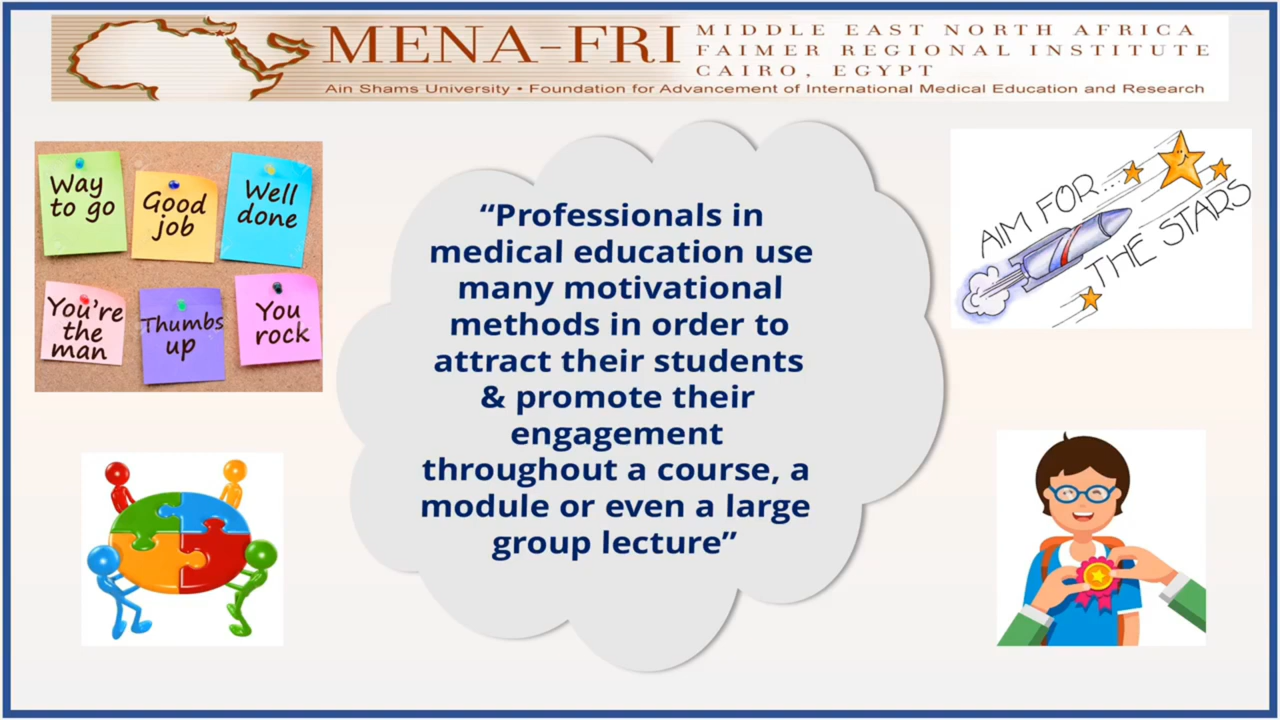 MENA-FRI
MIDDLE EAST NORTH AFRICA
FAIMER REGIONAL INSTITUTE
CAIRO, EGYPT
Ain Shams University • Foundation for Advancement of International Medical Education and Research
Way
to go
Good
job
Well
done
You're
the
man
Thumbs
up
You
rock
“Professionals in
medical education use
many motivational
methods in order to
attract their students
& promote their
engagement
throughout a course, a
module or even a large
group lecture”
AIM FOR...
THE STARS